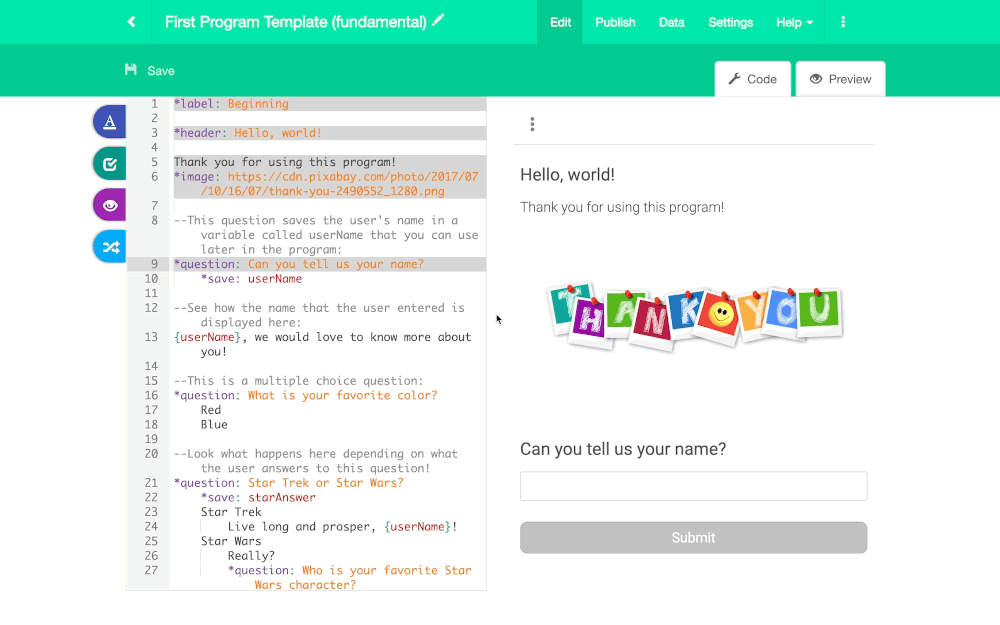 First Program Template (fundamental)
Edit
Publish
Data
Settings
Help
Save
Code
Preview
A
1 *label: Beginning
2
3 *header: Hello, world!
4
5 Thank you for using this program!
6 *image: https://cdn.pixabay.com/photo/2017/07
/10/16/07/thank-you-2490552_1280.png
7
8 --This question saves the user's name in a
variable called userName that you can use
later in the program:
9 *question: Can you tell us your name?
10 *save: userName
11
12 --See how the name that the user entered is
displayed here:
13 {userName}, we would love to know more about
you!
14
15 --This is a multiple choice question:
16 *question: What is your favorite color?
17 Red
18 Blue
19
20 --Look what happens here depending on what
the user answers to this question!
21 *question: Star Trek or Star Wars?
22 *save: starAnswer
23 Star Trek
24 Live long and prosper, {userName}!
25 Star Wars
26 Really?
27 *question: Who is your favorite Star
Wars character?
Hello, world!
Thank you for using this program!
THANK YOU
Can you tell us your name?
Submit